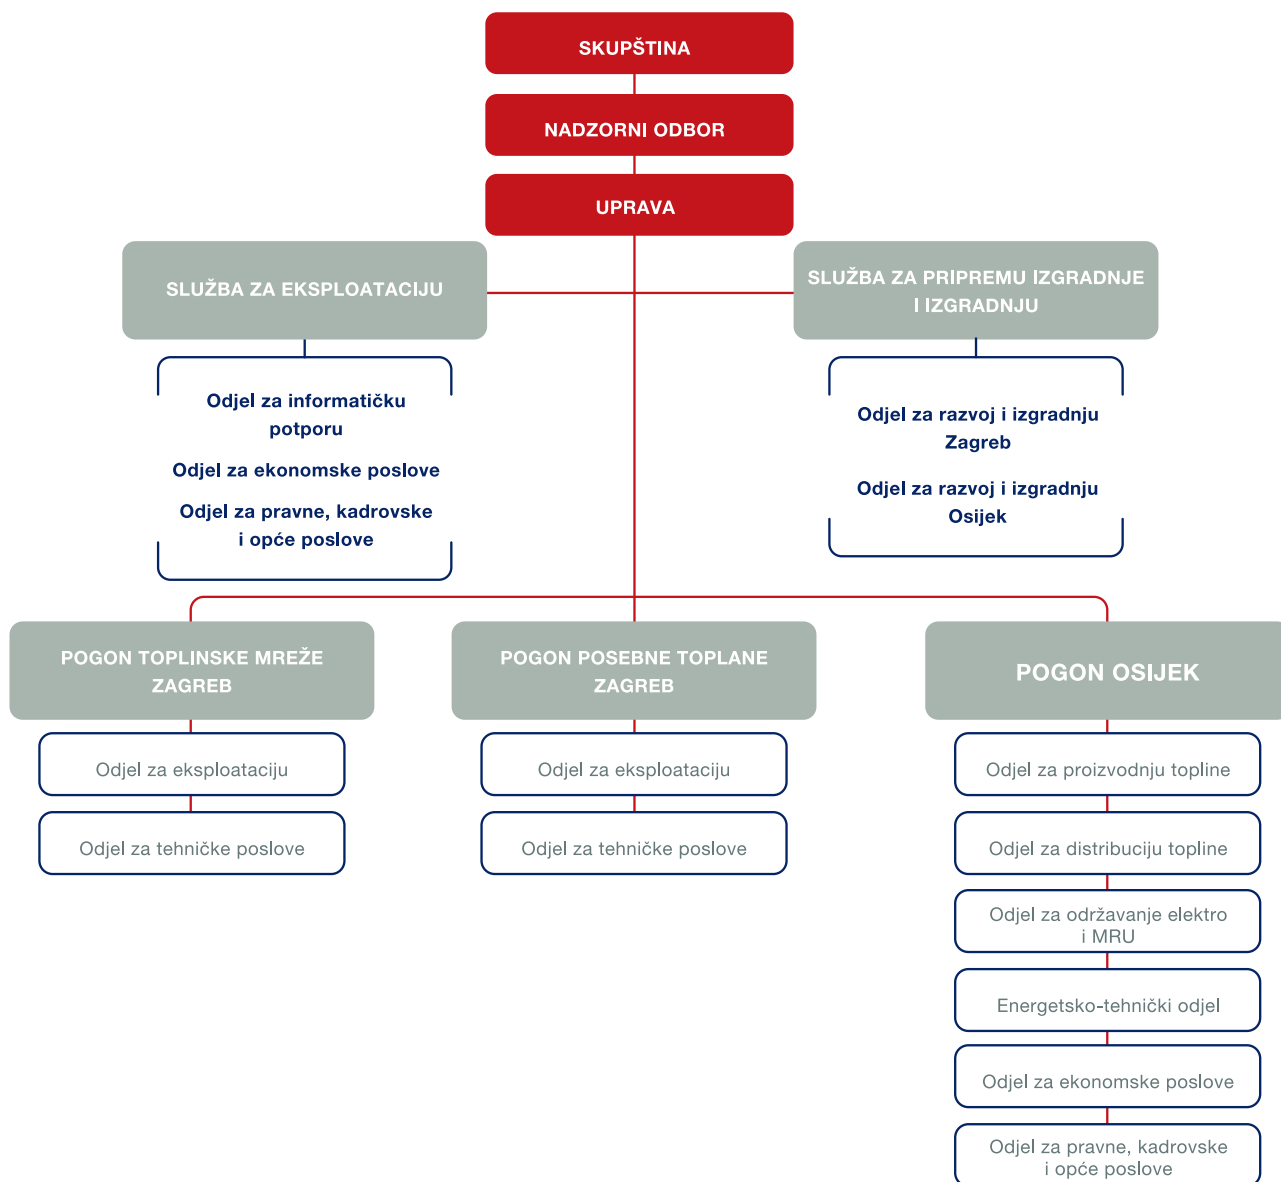 SKUPŠTINA
NADZORNI ODBOR
UPRAVA
SLUŽBA ZA EKSPLOATACIJU
Odjel za informatičku
potporu
Odjel za ekonomske poslove
Odjel za pravne, kadrovske
i opće poslove
SLUŽBA ZA PRIPREMU IZGRADNJE
I IZGRADNJU
Odjel za razvoj i izgradnju
Zagreb
Odjel za razvoj i izgradnju
Osijek
POGON TOPLINSKE MREŽE
ZAGREB
Odjel za eksploataciju
Odjel za tehničke poslove
POGON POSEBNE TOPLANE
ZAGREB
Odjel za eksploataciju
Odjel za tehničke poslove
POGON OSIJEK
Odjel za proizvodnju topline
Odjel za distribuciju topline
Odjel za održavanje elektro
i MRU
Energetsko-tehnički odjel
Odjel za ekonomske poslove
Odjel za pravne, kadrovske
i opće poslove